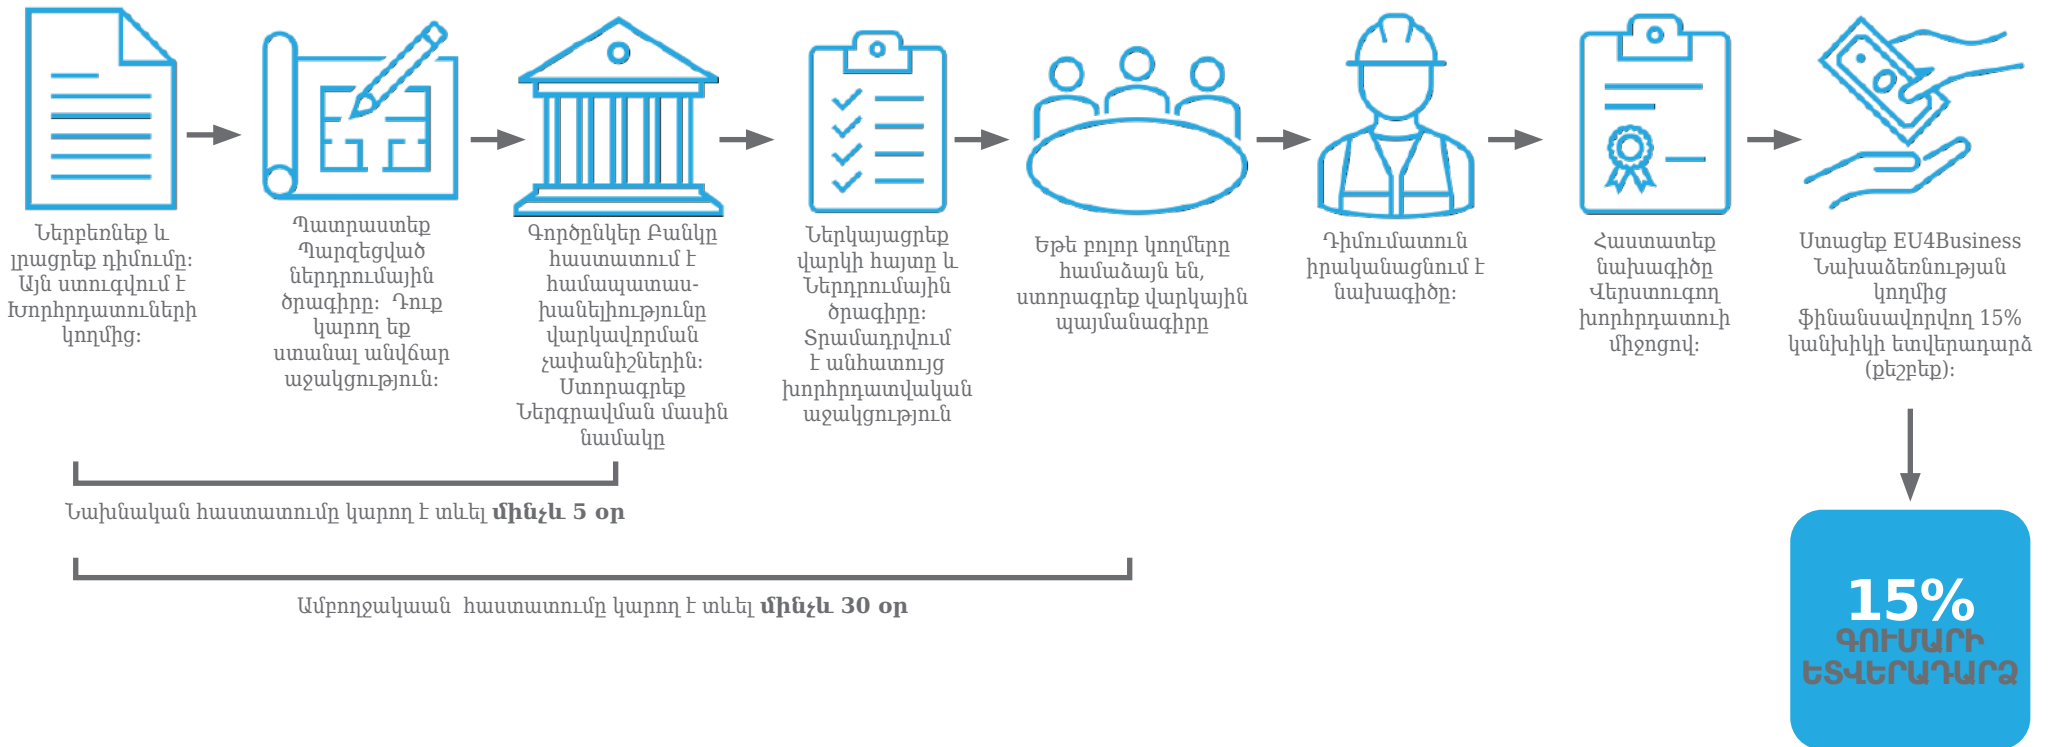 Ներբեռնեք և
լրացրեք դիմումը:
Այն ստուգվում է
Խորհրդատուների
կողմից:
Պատրաստեք
Պարզեցված
ներդրումային
ծրագիրը:  Դուք
կարող եք
ստանալ անվճար
աջակցություն:
Գործընկեր Բանկը
հաստատում է
համապատաս-
խանելիությունը
վարկավորման
չափանիշներին:
Ստորագրեք
Ներգրավման մասին
նամակը
Ներկայացրեք
վարկի հայտը և
Ներդրումային
ծրագիրը:
Տրամադրվում
է անհատույց
խորհրդատվական
աջակցություն
Եթե բոլոր կողմերը
համաձայն են,
ստորագրեք վարկային
պայմանագիրը
Դիմումատուն
իրականացնում է
նախագիծը:
Հաստատեք
նախագիծը
Վերստուգող
խորհրդատուի
միջոցով:
Ստացեք EU4Business
Նախաձեռնության
կողմից
ֆինանսավորվող 15%
կանխիկի ետվերադարձ
(քեշբեք):
Նախնական հաստատումը կարող է տևել մինչև 5 օր
Ամբողջակաան  հաստատումը կարող է տևել մինչև 30 օր
15%
ԳՈՒՄԱՐԻ
ԵՏՎԵՐԱԴԱՐՁ